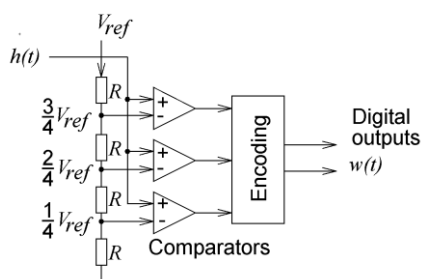 V_ref
h(t)
R
+
-
3/4 V_ref
R
+
-
2/4 V_ref
R
+
-
1/4 V_ref
R
Comparators
Encoding
Digital
outputs
w(t)